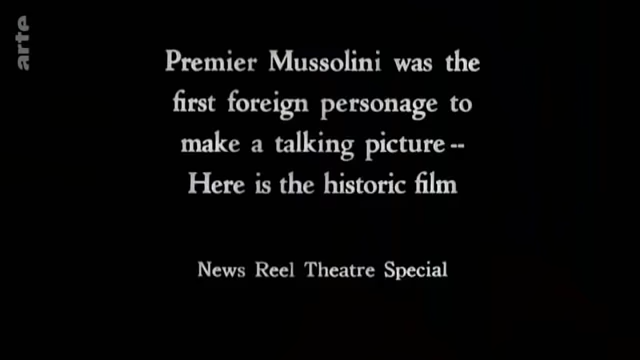 arte
Premier Mussolini was the
first foreign personage to
make a talking picture --
Here is the historic film
News Reel Theatre Special